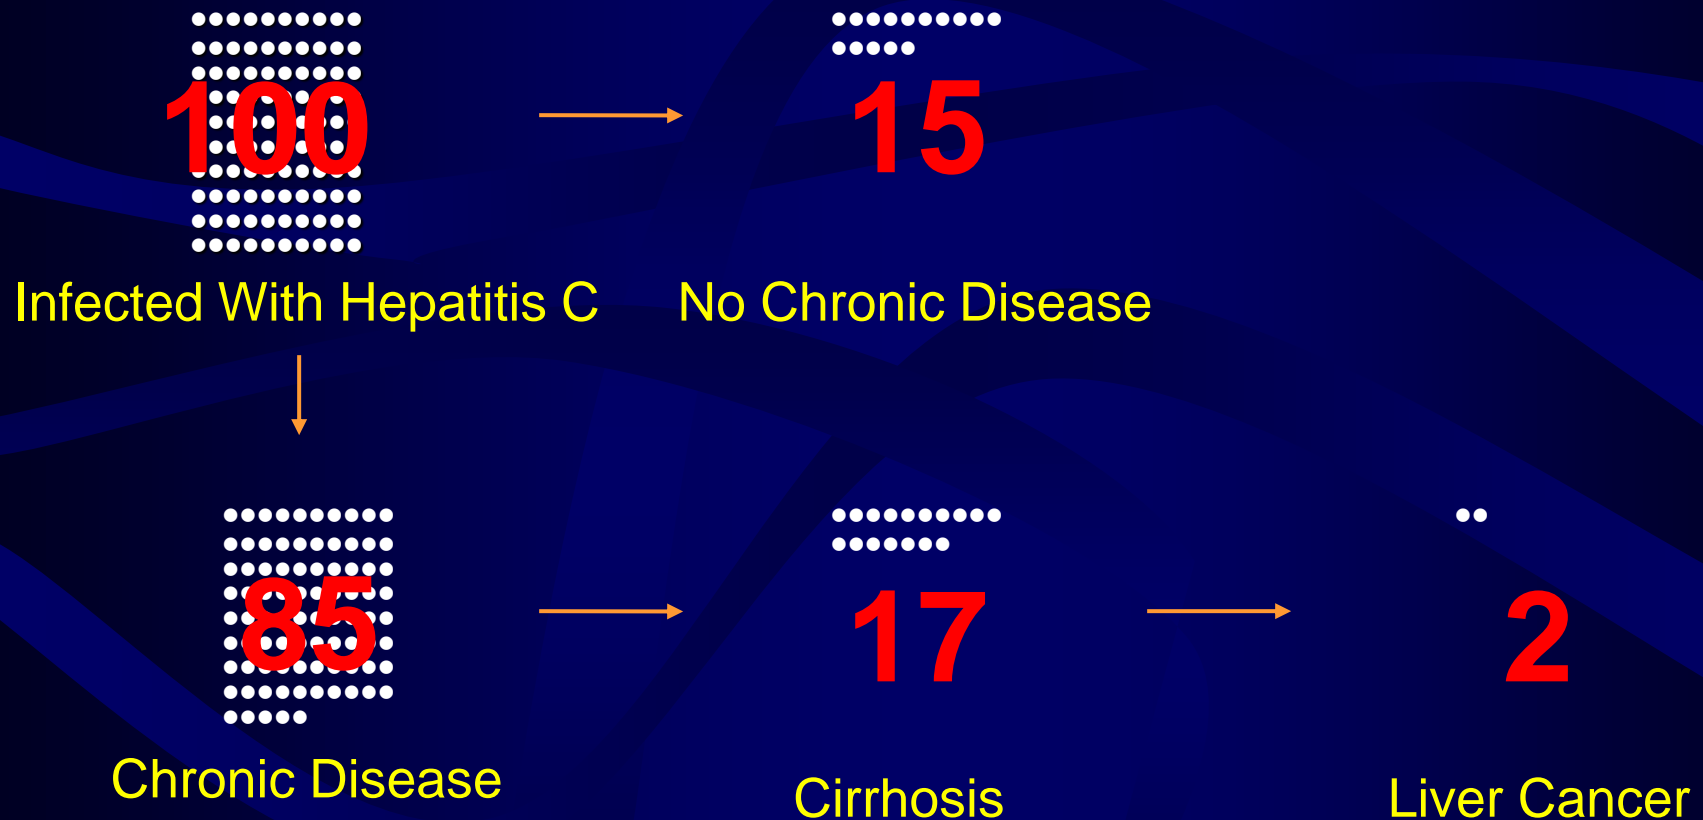 100
15
Infected With Hepatitis C
No Chronic Disease
85
17
2
Chronic Disease
Cirrhosis
Liver Cancer